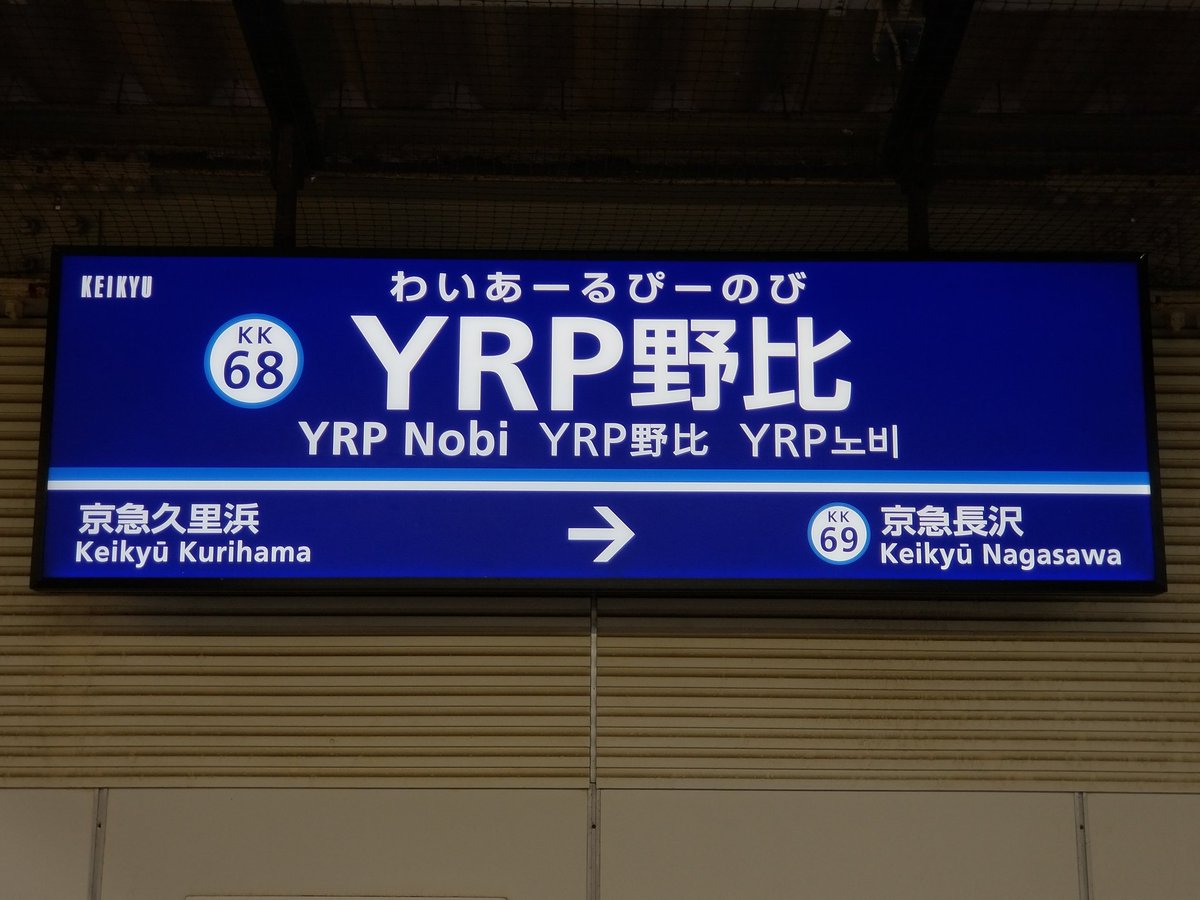 KEIKYU
わいあーるぴーのび
KK
68
YRP野比
YRP Nobi YRP野比 YRP노비
京急久里浜
Keikyū Kurihama
→
KK
69
京急長沢
Keikyū Nagasawa